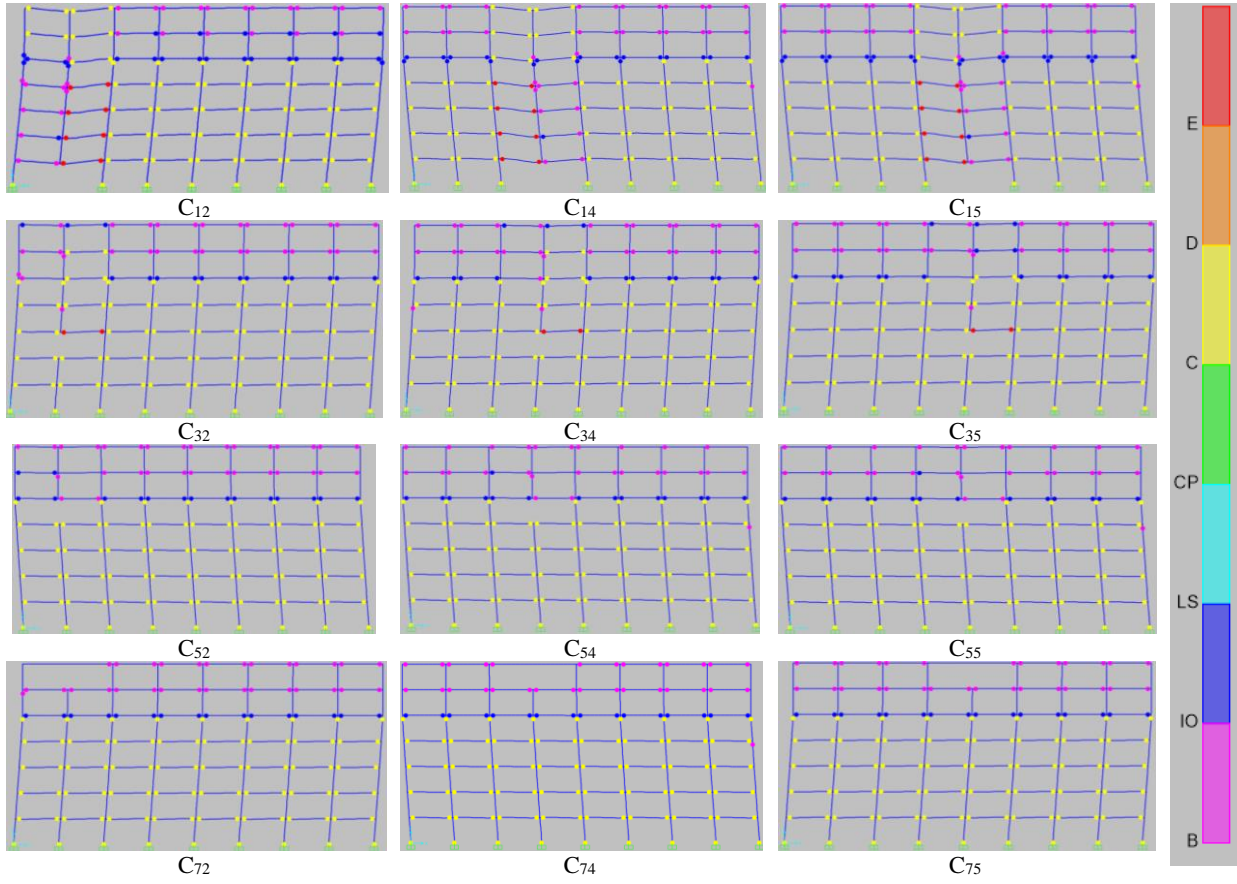 C₁₂ C₁₄ C₁₅
C₃₂ C₃₄ C₃₅
C₅₂ C₅₄ C₅₅
C₇₂ C₇₄ C₇₅
E
D
C
CP
LS
IO
B